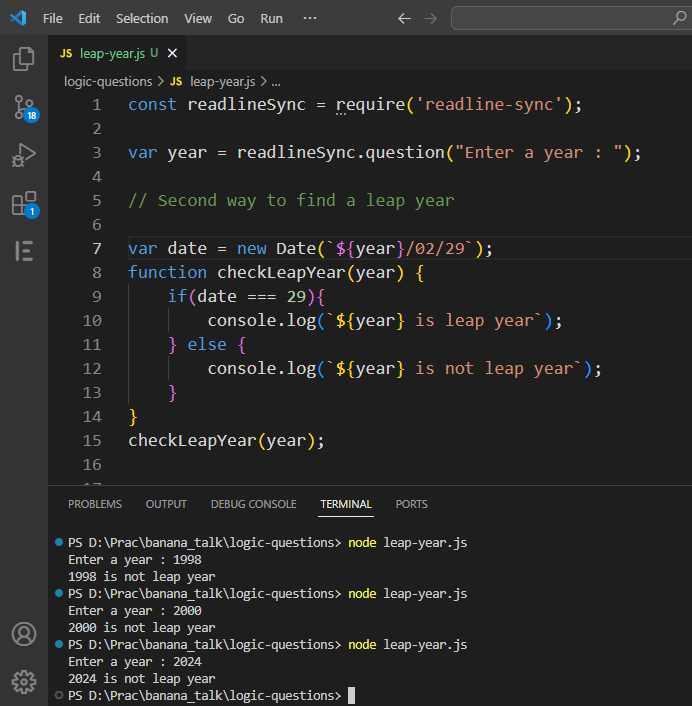 File Edit Selection View Go Run ···
JS leap-year.js U ×
logic-questions > JS leap-year.js > ...
1 const readlineSync = require('readline-sync');
2
3 var year = readlineSync.question("Enter a year : ");
4
5 // Second way to find a leap year
6
7 var date = new Date(`${year}/02/29`);
8 function checkLeapYear(year) {
9 if(date === 29){
10 console.log(`${year} is leap year`);
11 } else {
12 console.log(`${year} is not leap year`);
13 }
14 }
15 checkLeapYear(year);
16
18
1
PROBLEMS OUTPUT DEBUG CONSOLE TERMINAL PORTS
PS D:\Prac\banana_talk\logic-questions> node leap-year.js
Enter a year : 1998
1998 is not leap year
PS D:\Prac\banana_talk\logic-questions> node leap-year.js
Enter a year : 2000
2000 is not leap year
PS D:\Prac\banana_talk\logic-questions> node leap-year.js
Enter a year : 2024
2024 is not leap year
PS D:\Prac\banana_talk\logic-questions>